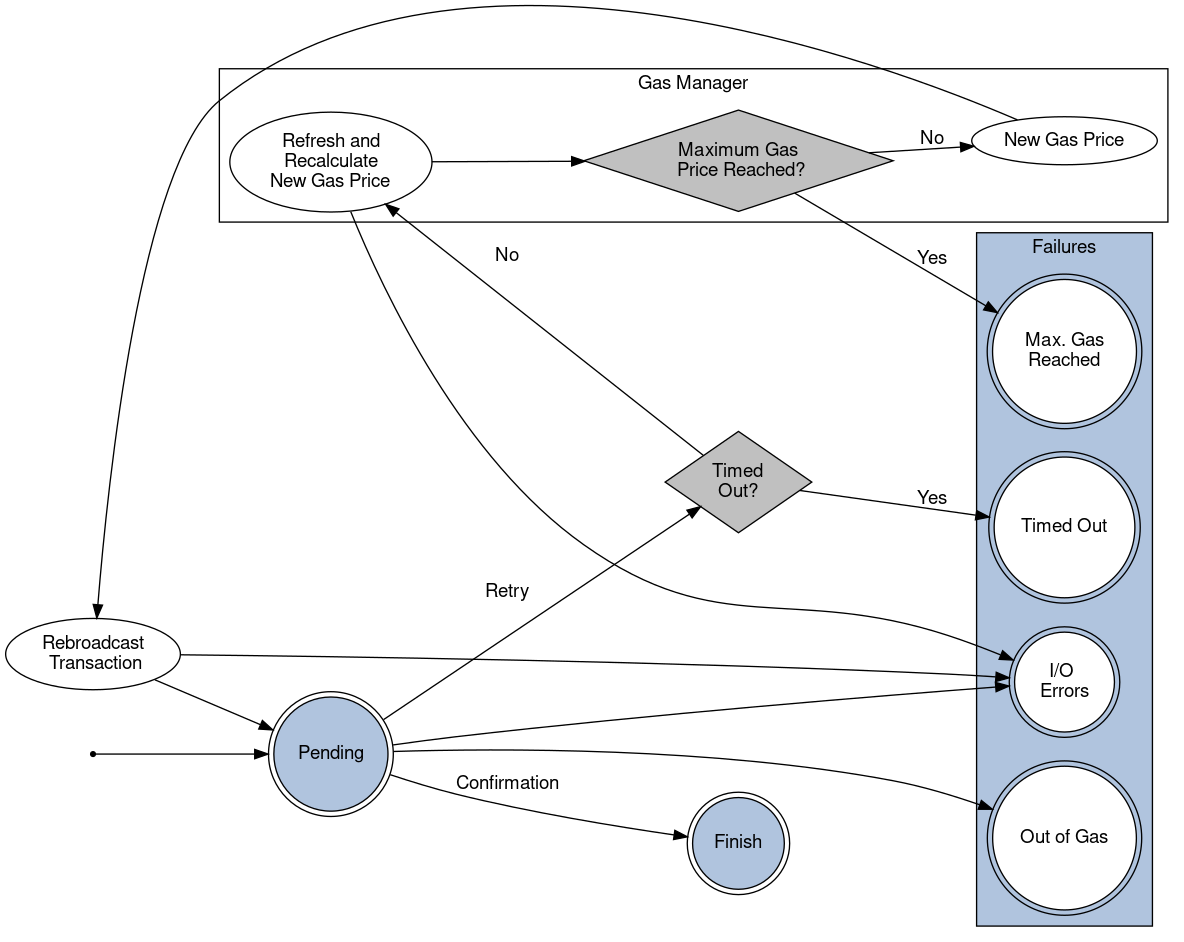 Gas Manager
Refresh and
Recalculate
New Gas Price
Maximum Gas
Price Reached?
No
New Gas Price
No
Yes
Failures
Max. Gas
Reached
Timed
Out?
Yes
Timed Out
Retry
Rebroadcast
Transaction
I/O
Errors
Pending
Confirmation
Finish
Out of Gas